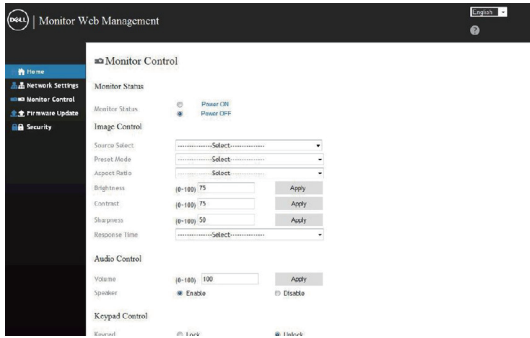 English
DELL | Monitor Web Management
?
Home
Network Settings
Monitor Control
Firmware Update
Security
Monitor Control
Monitor Status
Monitor Status Power ON
Power OFF
Image Control
Source Select ---------------Select---------------
Preset Mode ---------------Select---------------
Aspect Ratio ---------------Select---------------
Brightness (0~100) 75 Apply
Contrast (0~100) 75 Apply
Sharpness (0~100) 50 Apply
Response Time ---------------Select---------------
Audio Control
Volume (0~100) 100 Apply
Speaker Enable Disable
Keypad Control
Keypad Lock Unlock